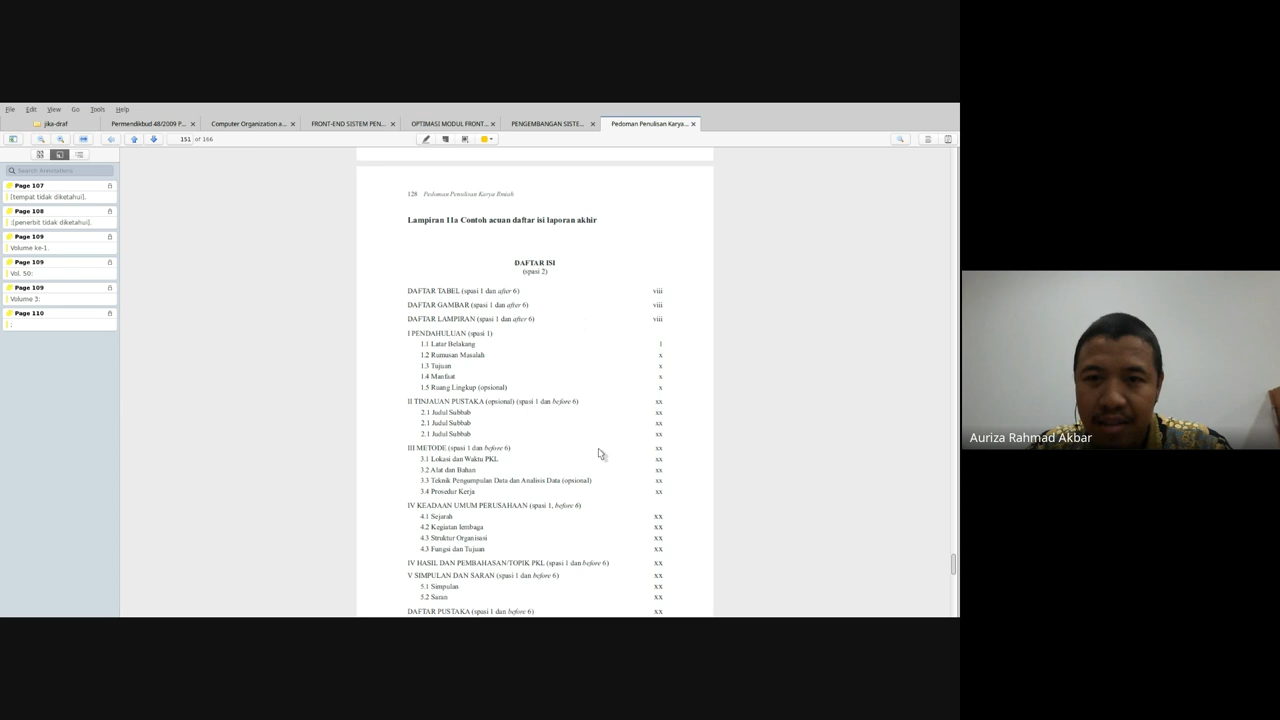 File Edit View Go Tools Help
jika-draf
Permendikbud 48/2009 P...
Computer Organization a...
FRONT-END SISTEM PEN...
OPTIMASI MODUL FRONT...
PENGEMBANGAN SISTE...
Pedoman Penulisan Karya...
151 of 166
Search Annotations
Page 107
[tempat tidak diketahui].
Page 108
:[penerbit tidak diketahui].
Page 109
Volume ke-1.
Page 109
Vol. 50:
Page 109
Volume 3:
Page 110
;
128 Pedoman Penulisan Karya Ilmiah
Lampiran 11a Contoh acuan daftar isi laporan akhir
DAFTAR ISI
(spasi 2)
DAFTAR TABEL (spasi 1 dan after 6) viii
DAFTAR GAMBAR (spasi 1 dan after 6) viii
DAFTAR LAMPIRAN (spasi 1 dan after 6) viii
I PENDAHULUAN (spasi 1)
1.1 Latar Belakang 1
1.2 Rumusan Masalah x
1.3 Tujuan x
1.4 Manfaat x
1.5 Ruang Lingkup (opsional) x
II TINJAUAN PUSTAKA (opsional) (spasi 1 dan before 6) xx
2.1 Judul Subbab xx
2.1 Judul Subbab xx
2.1 Judul Subbab xx
III METODE (spasi 1 dan before 6) xx
3.1 Lokasi dan Waktu PKL xx
3.2 Alat dan Bahan xx
3.3 Teknik Pengumpulan Data dan Analisis Data (opsional) xx
3.4 Prosedur Kerja xx
IV KEADAAN UMUM PERUSAHAAN (spasi 1, before 6) xx
4.1 Sejarah xx
4.2 Kegiatan lembaga xx
4.3 Struktur Organisasi xx
4.3 Fungsi dan Tujuan xx
IV HASIL DAN PEMBAHASAN/TOPIK PKL (spasi 1 dan before 6) xx
V SIMPULAN DAN SARAN (spasi 1 dan before 6) xx
5.1 Simpulan xx
5.2 Saran xx
DAFTAR PUSTAKA (spasi 1 dan before 6) xx
Auriza Rahmad Akbar